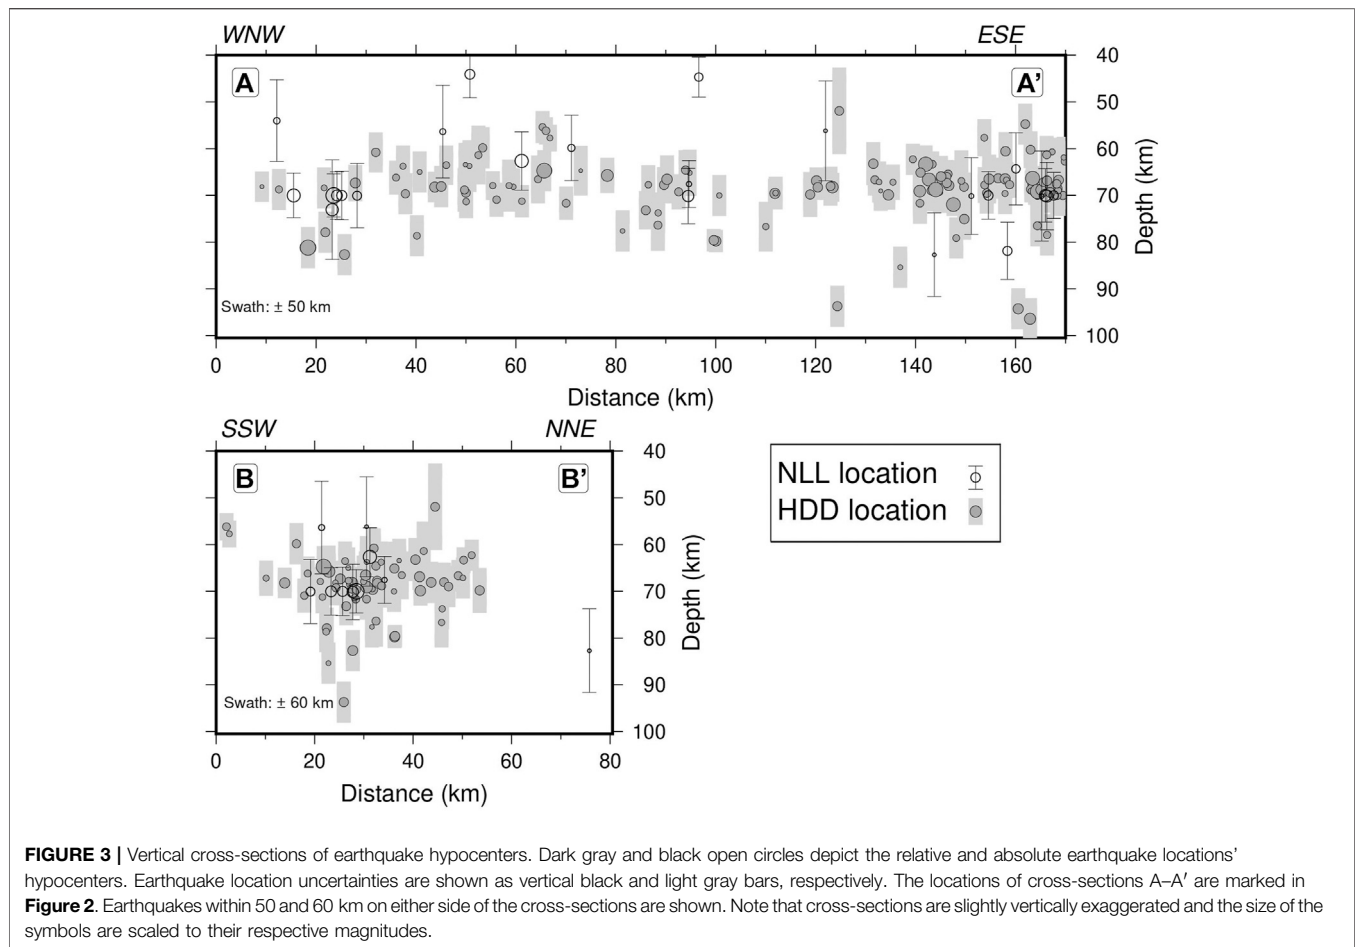 WNW ESE
A A’
40
50
60
70
80
90
100
Depth (km)
Swath: ± 50 km
0 20 40 60 80 100 120 140 160
Distance (km)
SSW NNE
B B’
40
50
60
70
80
90
100
Depth (km)
Swath: ± 60 km
0 20 40 60 80
Distance (km)
NLL location
HDD location
FIGURE 3 | Vertical cross-sections of earthquake hypocenters. Dark gray and black open circles depict the relative and absolute earthquake locations’
hypocenters. Earthquake location uncertainties are shown as vertical black and light gray bars, respectively. The locations of cross-sections A–A′ are marked in
Figure 2. Earthquakes within 50 and 60 km on either side of the cross-sections are shown. Note that cross-sections are slightly vertically exaggerated and the size of the
symbols are scaled to their respective magnitudes.